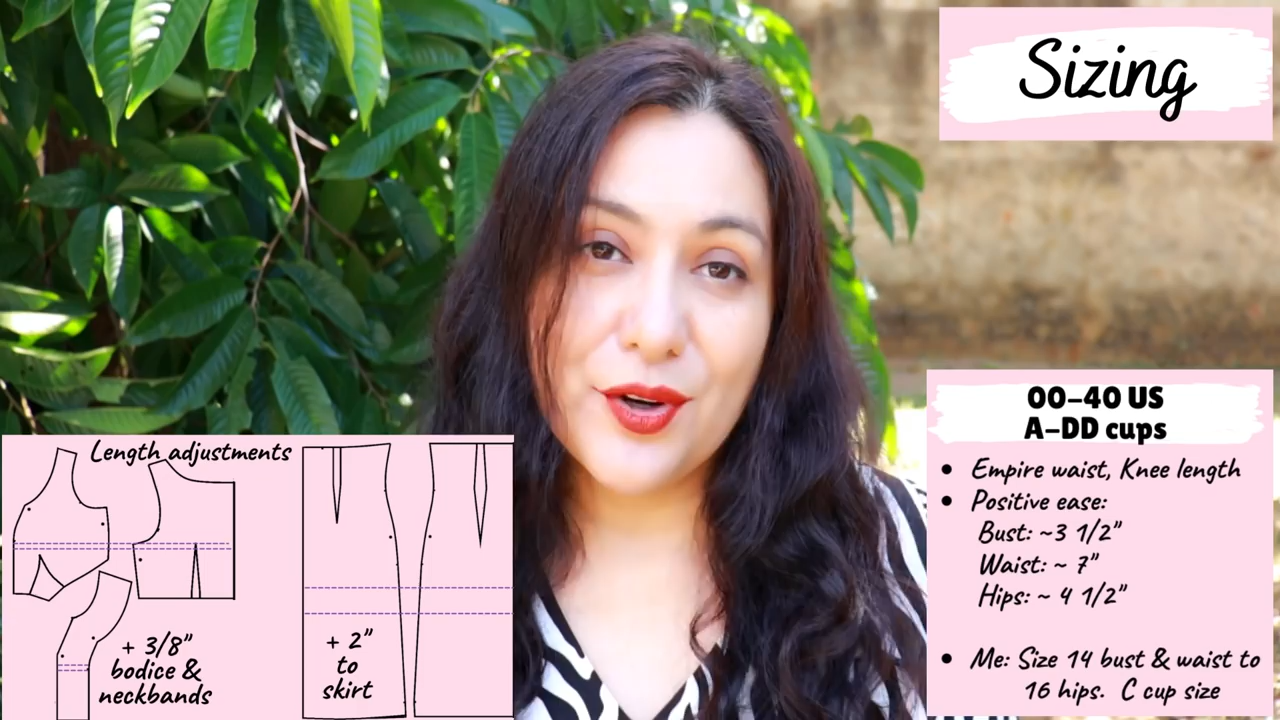 Sizing
00–40 US
A–DD cups
• Empire waist, Knee length
• Positive ease:
Bust: ~3 1/2"
Waist: ~ 7"
Hips: ~ 4 1/2"
• Me: Size 14 bust & waist to
16 hips. C cup size
Length adjustments
+ 3/8"
bodice &
neckbands
+ 2"
to
skirt